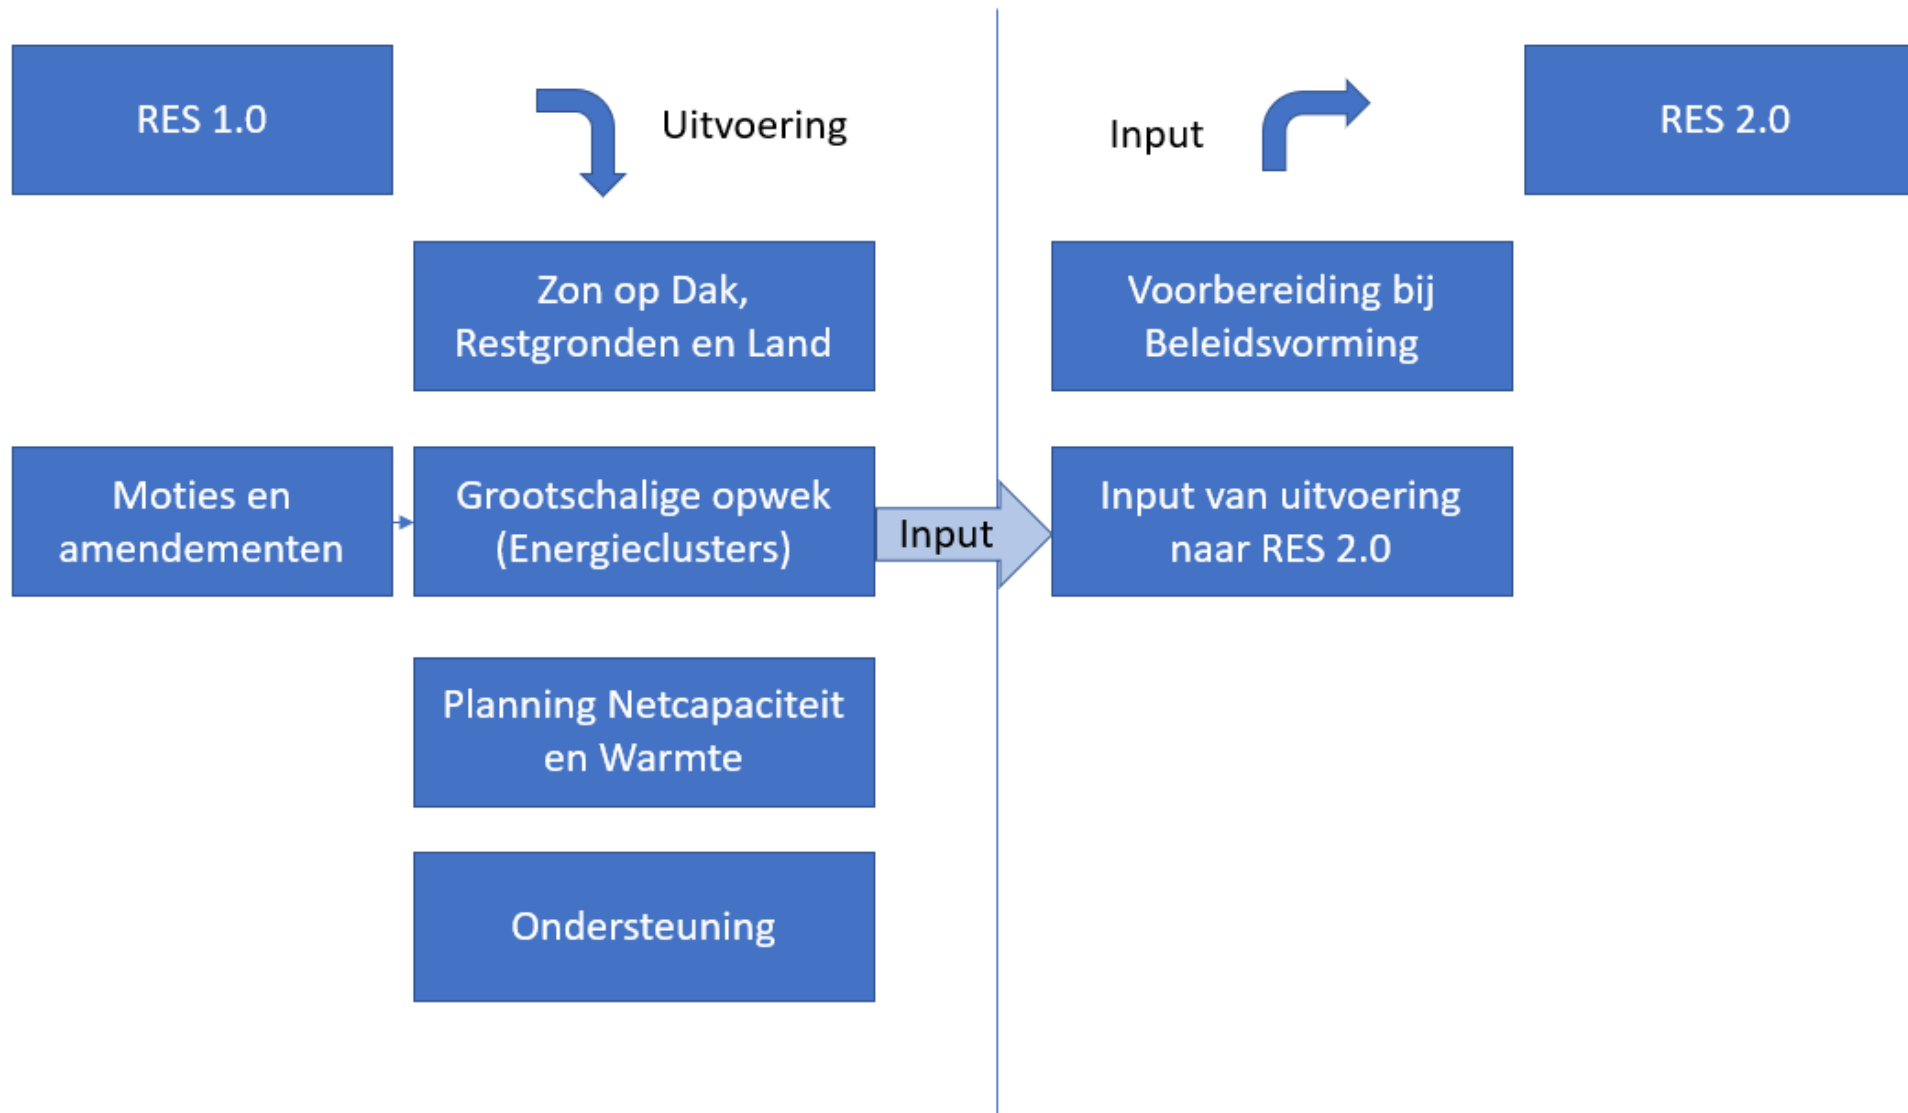 RES 1.0
Uitvoering
Input
RES 2.0
Zon op Dak,
Restgronden en Land
Voorbereiding bij
Beleidsvorming
Moties en
amendementen
Grootschalige opwek
(Energieclusters)
Input
Input van uitvoering
naar RES 2.0
Planning Netcapaciteit
en Warmte
Ondersteuning